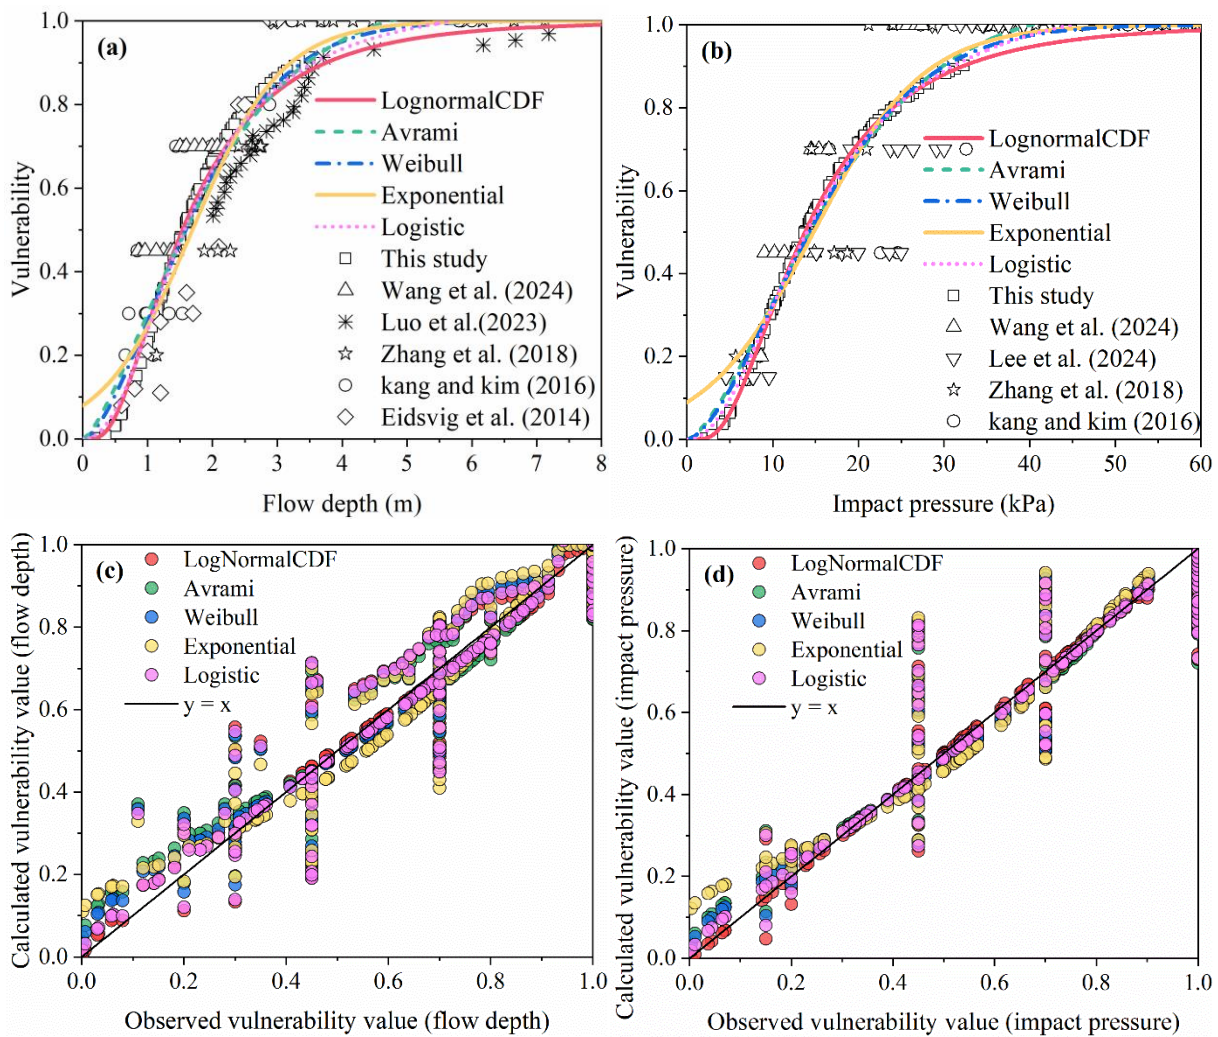 (a)
Vulnerability
1.0
0.8
0.6
0.4
0.2
0.0
0
1
2
3
4
5
6
7
8
Flow depth (m)
LognormalCDF
Avrami
Weibull
Exponential
Logistic
This study
Wang et al. (2024)
Luo et al.(2023)
Zhang et al. (2018)
kang and kim (2016)
Eidsvig et al. (2014)
(b)
Vulnerability
1.0
0.8
0.6
0.4
0.2
0.0
0
10
20
30
40
50
60
Impact pressure (kPa)
LognormalCDF
Avrami
Weibull
Exponential
Logistic
This study
Wang et al. (2024)
Lee et al. (2024)
Zhang et al. (2018)
kang and kim (2016)
(c)
Calculated vulnerability value (flow depth)
1.0
0.8
0.6
0.4
0.2
0.0
0.0
0.2
0.4
0.6
0.8
1.0
Observed vulnerability value (flow depth)
LogNormalCDF
Avrami
Weibull
Exponential
Logistic
y = x
(d)
Calculated vulnerability value (impact pressure)
1.0
0.8
0.6
0.4
0.2
0.0
0.0
0.2
0.4
0.6
0.8
1.0
Observed vulnerability value (impact pressure)
LogNormalCDF
Avrami
Weibull
Exponential
Logistic
y = x